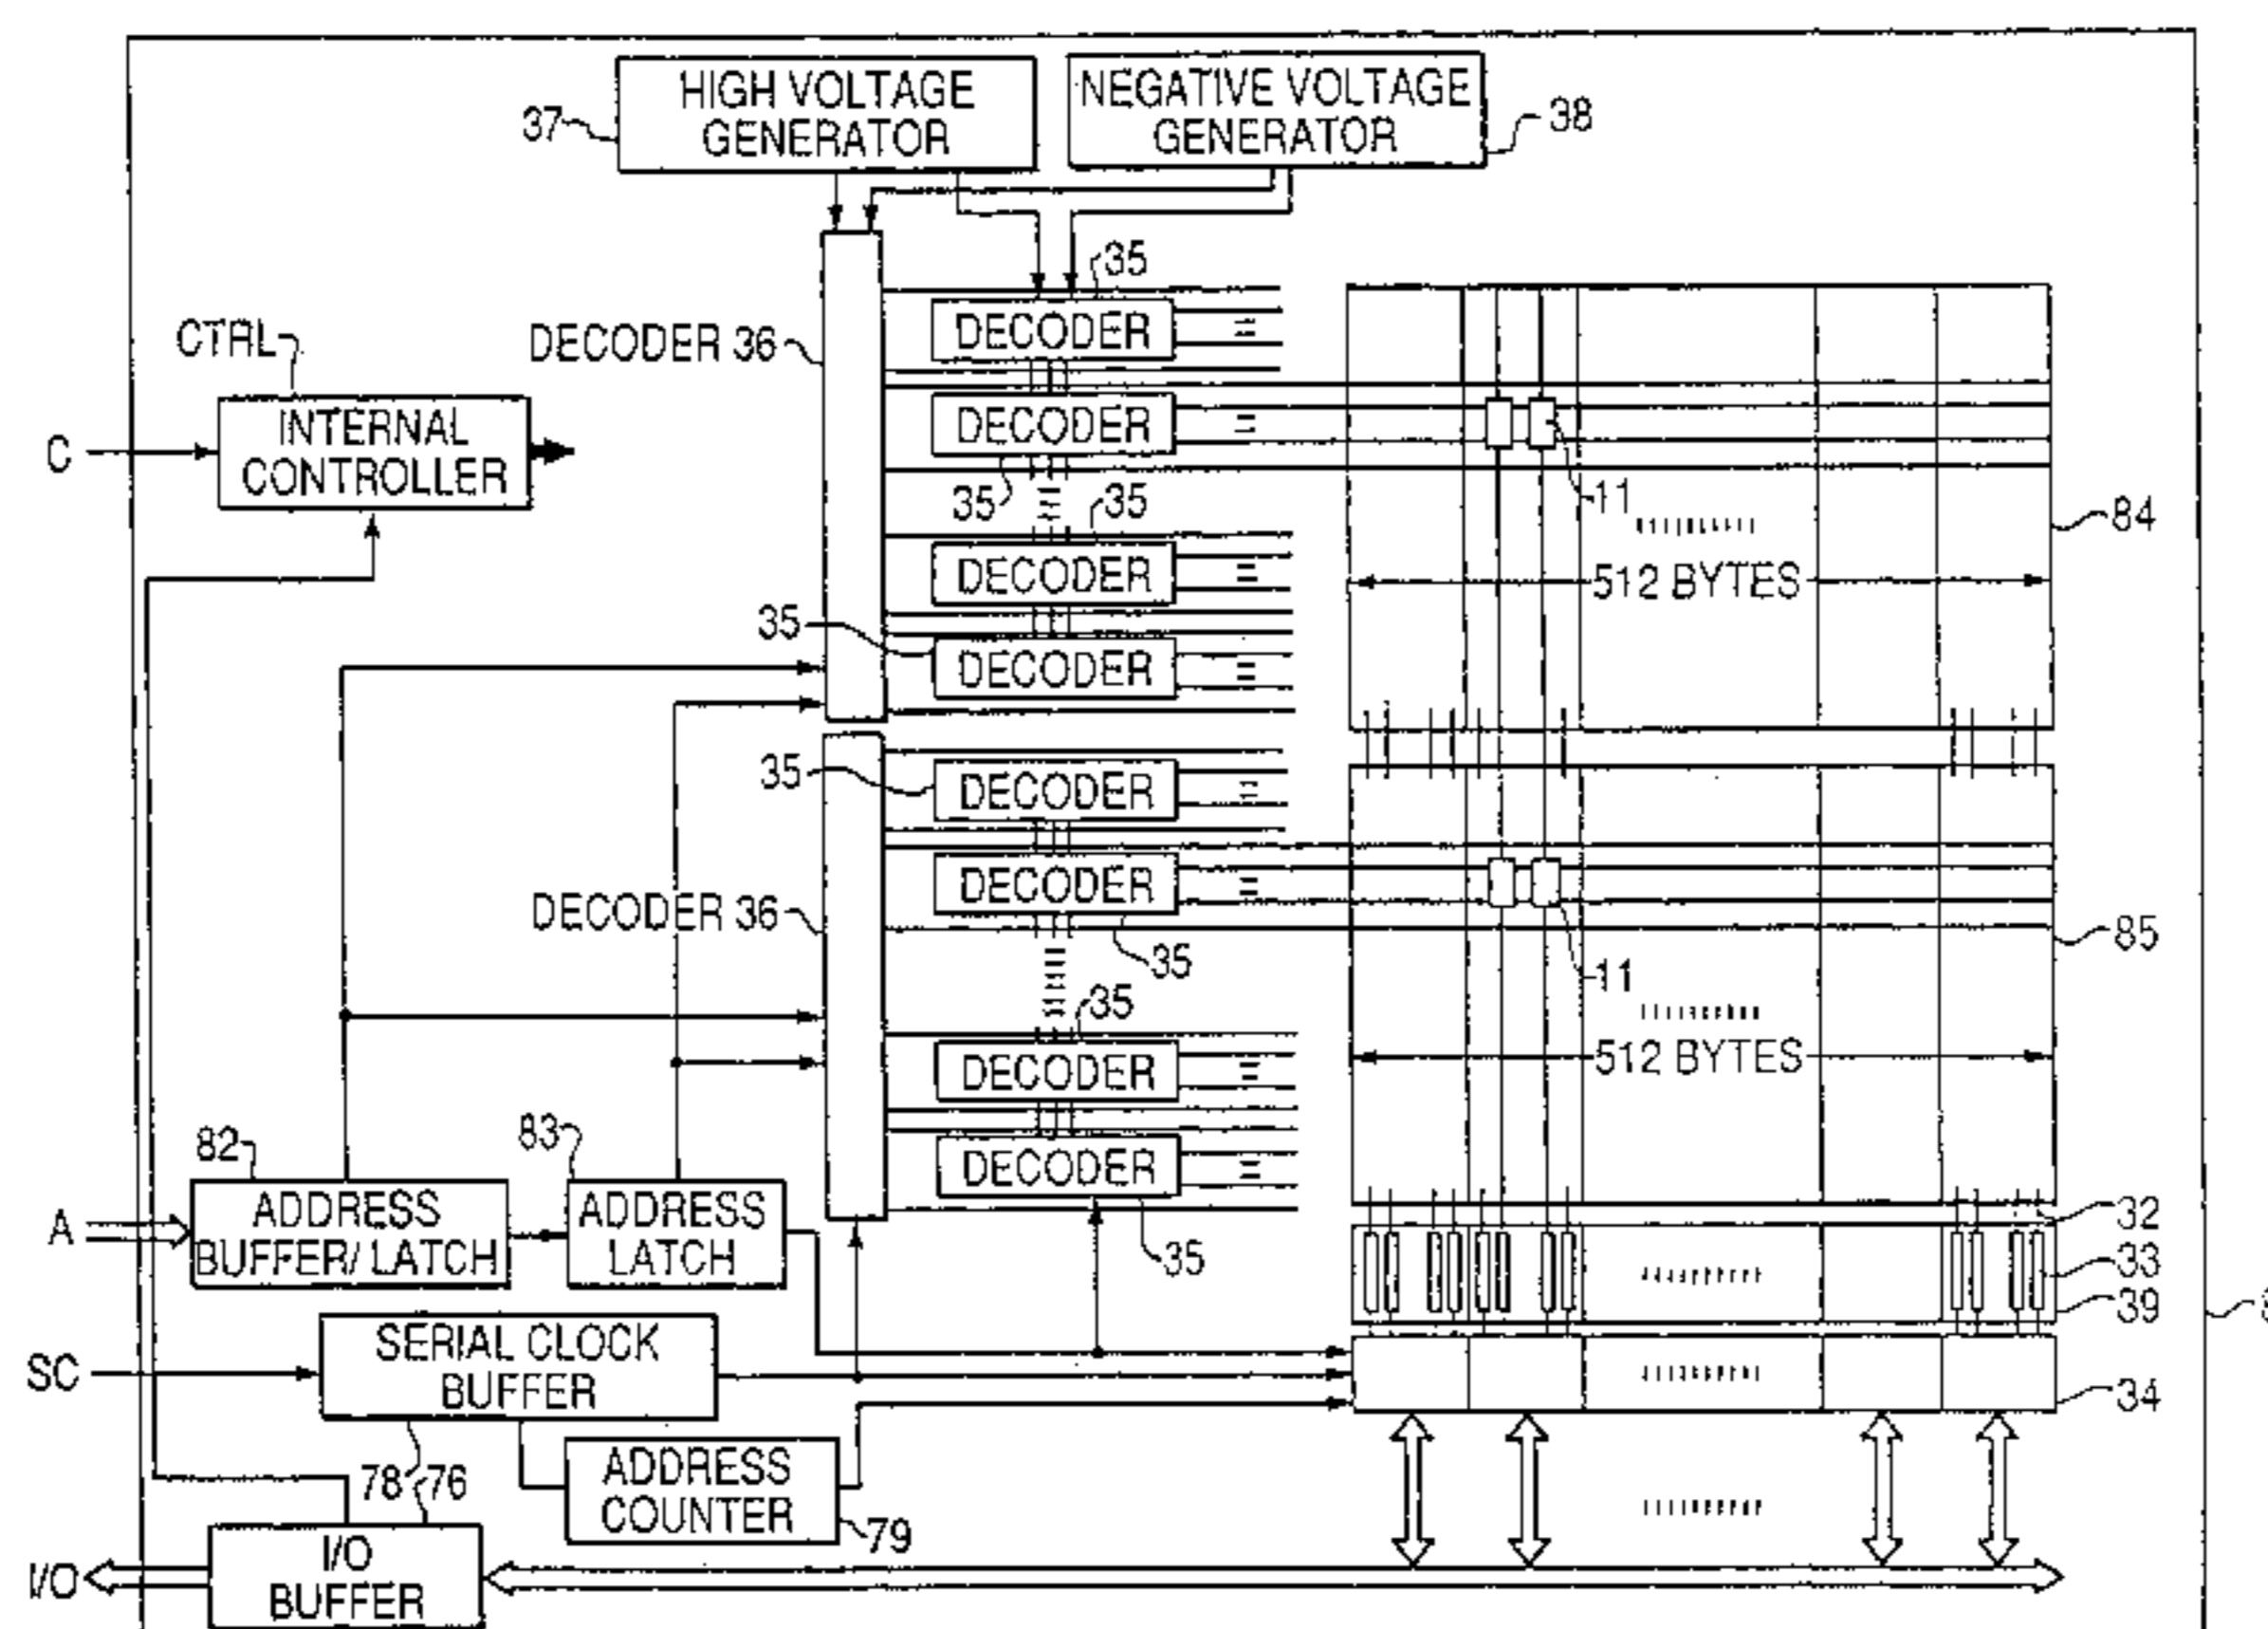 HIGH VOLTAGE
GENERATOR
37
NEGATIVE VOLTAGE
GENERATOR
38
35
DECODER
CTRL
DECODER 36
INTERNAL
CONTROLLER
C
DECODER
35
35
11
84
DECODER
512 BYTES
35
DECODER
35
DECODER
DECODER 36
DECODER
35
11
85
35
DECODER
512 BYTES
DECODER
35
82
83
A
ADDRESS
BUFFER/ LATCH
ADDRESS
LATCH
32
33
39
SC
SERIAL CLOCK
BUFFER
34
78
76
ADDRESS
COUNTER
79
I/O
I/O
BUFFER